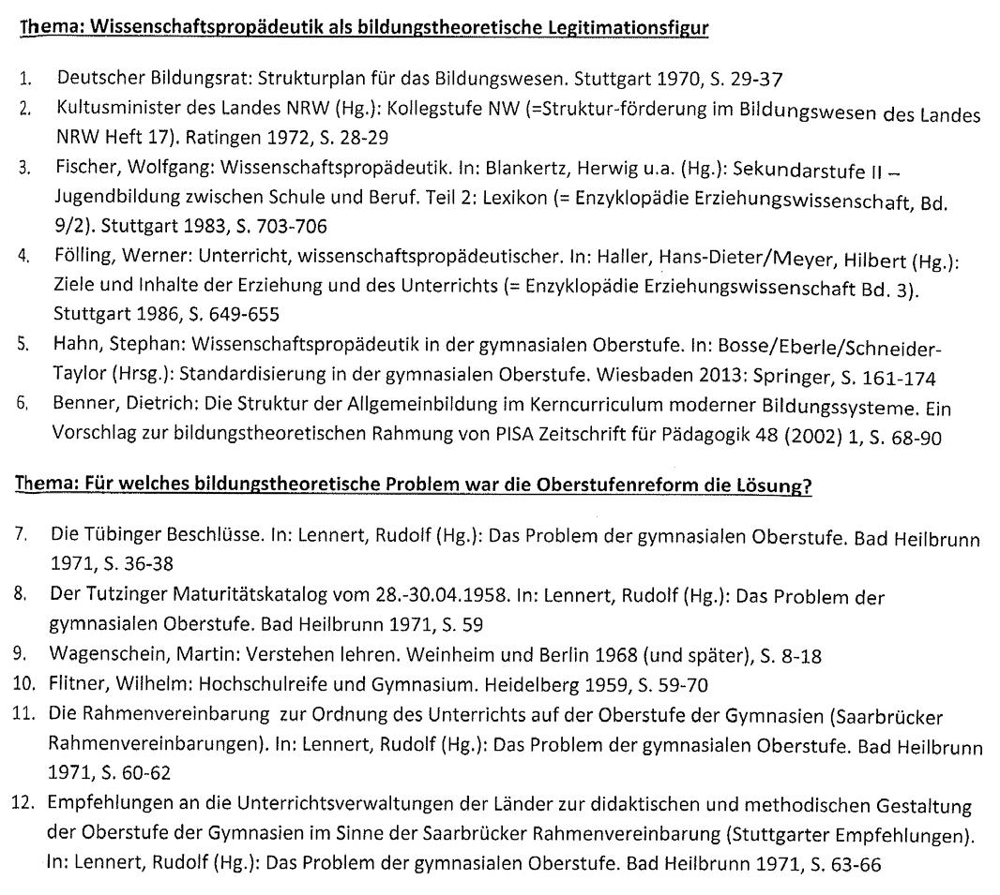 Thema: Wissenschaftspropädeutik als bildungstheoretische Legitimationsfigur
1. Deutscher Bildungsrat: Strukturplan für das Bildungswesen. Stuttgart 1970, S. 29-37
2. Kultusminister des Landes NRW (Hg.): Kollegstufe NW (=Struktur-förderung im Bildungswesen des Landes
NRW Heft 17). Ratingen 1972, S. 28-29
3. Fischer, Wolfgang: Wissenschaftspropädeutik. In: Blankertz, Herwig u.a. (Hg.): Sekundarstufe II –
Jugendbildung zwischen Schule und Beruf. Teil 2: Lexikon (= Enzyklopädie Erziehungswissenschaft, Bd.
9/2). Stuttgart 1983, S. 703-706
4. Fölling, Werner: Unterricht, wissenschaftspropädeutischer. In: Haller, Hans-Dieter/Meyer, Hilbert (Hg.):
Ziele und Inhalte der Erziehung und des Unterrichts (= Enzyklopädie Erziehungswissenschaft Bd. 3).
Stuttgart 1986, S. 649-655
5. Hahn, Stephan: Wissenschaftspropädeutik in der gymnasialen Oberstufe. In: Bosse/Eberle/Schneider-
Taylor (Hrsg.): Standardisierung in der gymnasialen Oberstufe. Wiesbaden 2013: Springer, S. 161-174
6. Benner, Dietrich: Die Struktur der Allgemeinbildung im Kerncurriculum moderner Bildungssysteme. Ein
Vorschlag zur bildungstheoretischen Rahmung von PISA Zeitschrift für Pädagogik 48 (2002) 1, S. 68-90
Thema: Für welches bildungstheoretische Problem war die Oberstufenreform die Lösung?
7. Die Tübinger Beschlüsse. In: Lennert, Rudolf (Hg.): Das Problem der gymnasialen Oberstufe. Bad Heilbrunn
1971, S. 36-38
8. Der Tutzinger Maturitätskatalog vom 28.-30.04.1958. In: Lennert, Rudolf (Hg.): Das Problem der
gymnasialen Oberstufe. Bad Heilbrunn 1971, S. 59
9. Wagenschein, Martin: Verstehen lehren. Weinheim und Berlin 1968 (und später), S. 8-18
10. Flitner, Wilhelm: Hochschulreife und Gymnasium. Heidelberg 1959, S. 59-70
11. Die Rahmenvereinbarung zur Ordnung des Unterrichts auf der Oberstufe der Gymnasien (Saarbrücker
Rahmenvereinbarungen). In: Lennert, Rudolf (Hg.): Das Problem der gymnasialen Oberstufe. Bad Heilbrunn
1971, S. 60-62
12. Empfehlungen an die Unterrichtsverwaltungen der Länder zur didaktischen und methodischen Gestaltung
der Oberstufe der Gymnasien im Sinne der Saarbrücker Rahmenvereinbarung (Stuttgarter Empfehlungen).
In: Lennert, Rudolf (Hg.): Das Problem der gymnasialen Oberstufe. Bad Heilbrunn 1971, S. 63-66